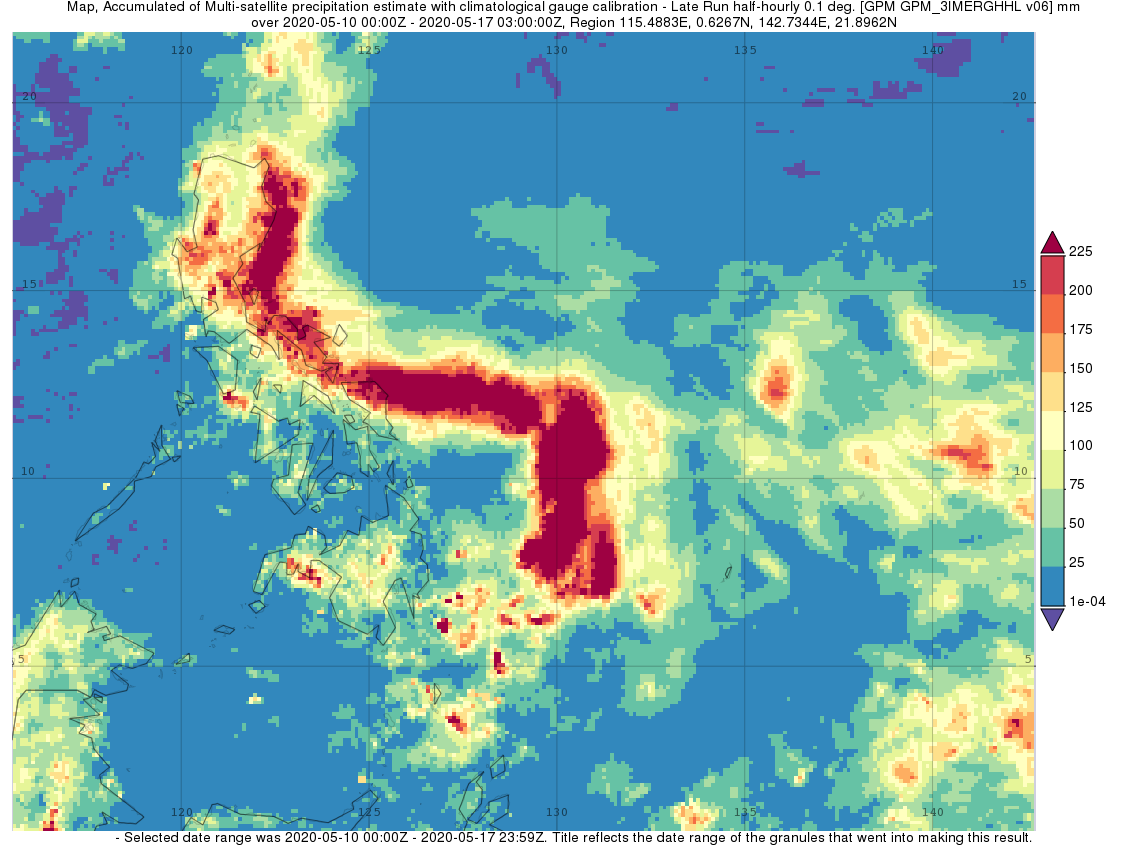 Map, Accumulated of Multi-satellite precipitation estimate with climatological gauge calibration - Late Run half-hourly 0.1 deg. [GPM GPM_3IMERGHHL v06] mm
over 2020-05-10 00:00Z - 2020-05-17 03:00:00Z, Region 115.4883E, 0.6267N, 142.7344E, 21.8962N
120 125 130 135 140
20 20
15 15
225
200
175
150
125
100
75
50
25
1e-04
10 10
5 5
120 125 130 135 140
- Selected date range was 2020-05-10 00:00Z - 2020-05-17 23:59Z. Title reflects the date range of the granules that went into making this result.